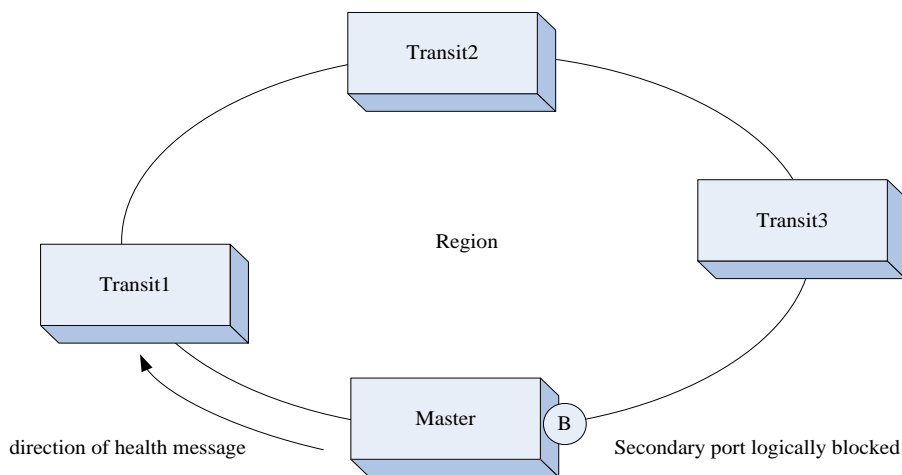 Transit2
Transit3
Region
Transit1
Master
B
direction of health message
Secondary port logically blocked